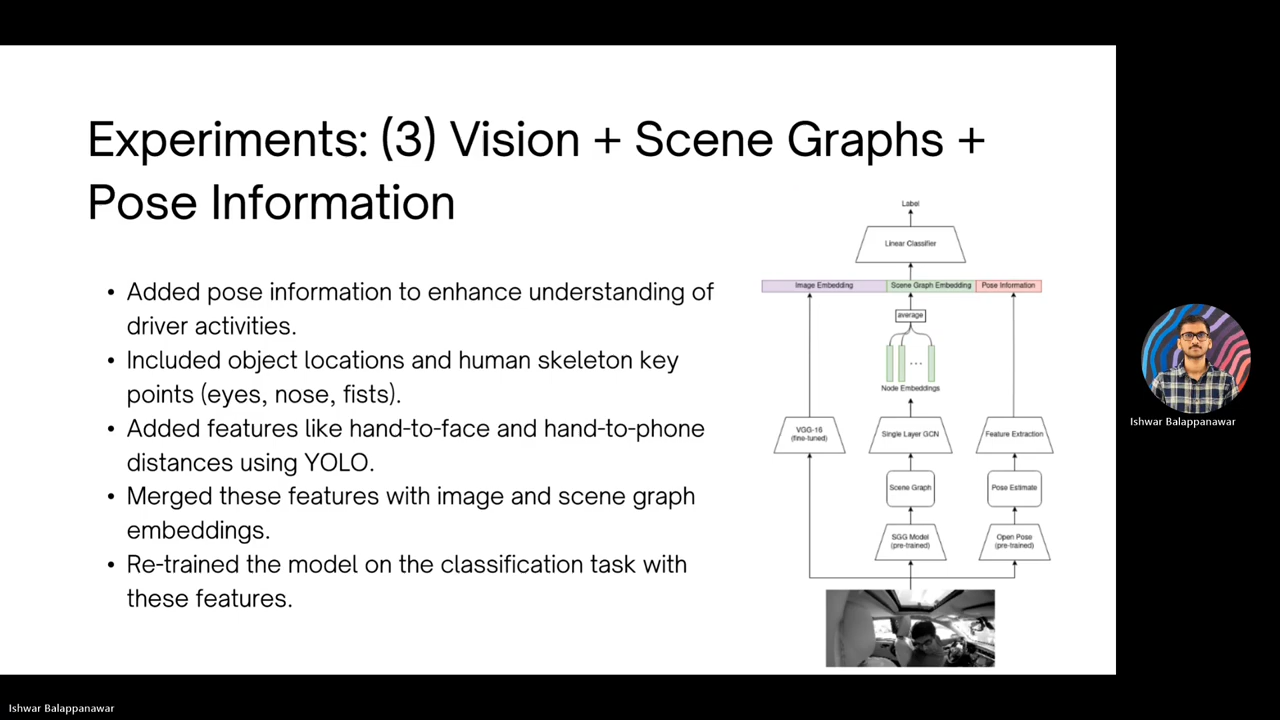 Experiments: (3) Vision + Scene Graphs +
Pose Information
• Added pose information to enhance understanding of
driver activities.
• Included object locations and human skeleton key
points (eyes, nose, fists).
• Added features like hand-to-face and hand-to-phone
distances using YOLO.
• Merged these features with image and scene graph
embeddings.
• Re-trained the model on the classification task with
these features.
Label
Linear Classifier
Image Embedding
Scene Graph Embedding
Pose Information
average
...
Node Embeddings
VGG-16
(fine-tuned)
Single Layer GCN
Feature Extraction
Scene Graph
Pose Estimate
SGG Model
(pre-trained)
Open Pose
(pre-trained)
Ishwar Balappanawar
Ishwar Balappanawar